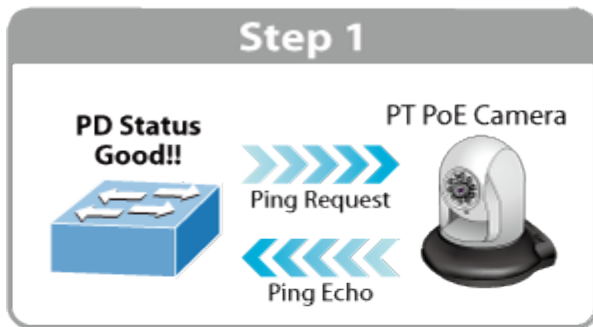 Step 1
PD Status
Good!!
PT PoE Camera
Ping Request
Ping Echo